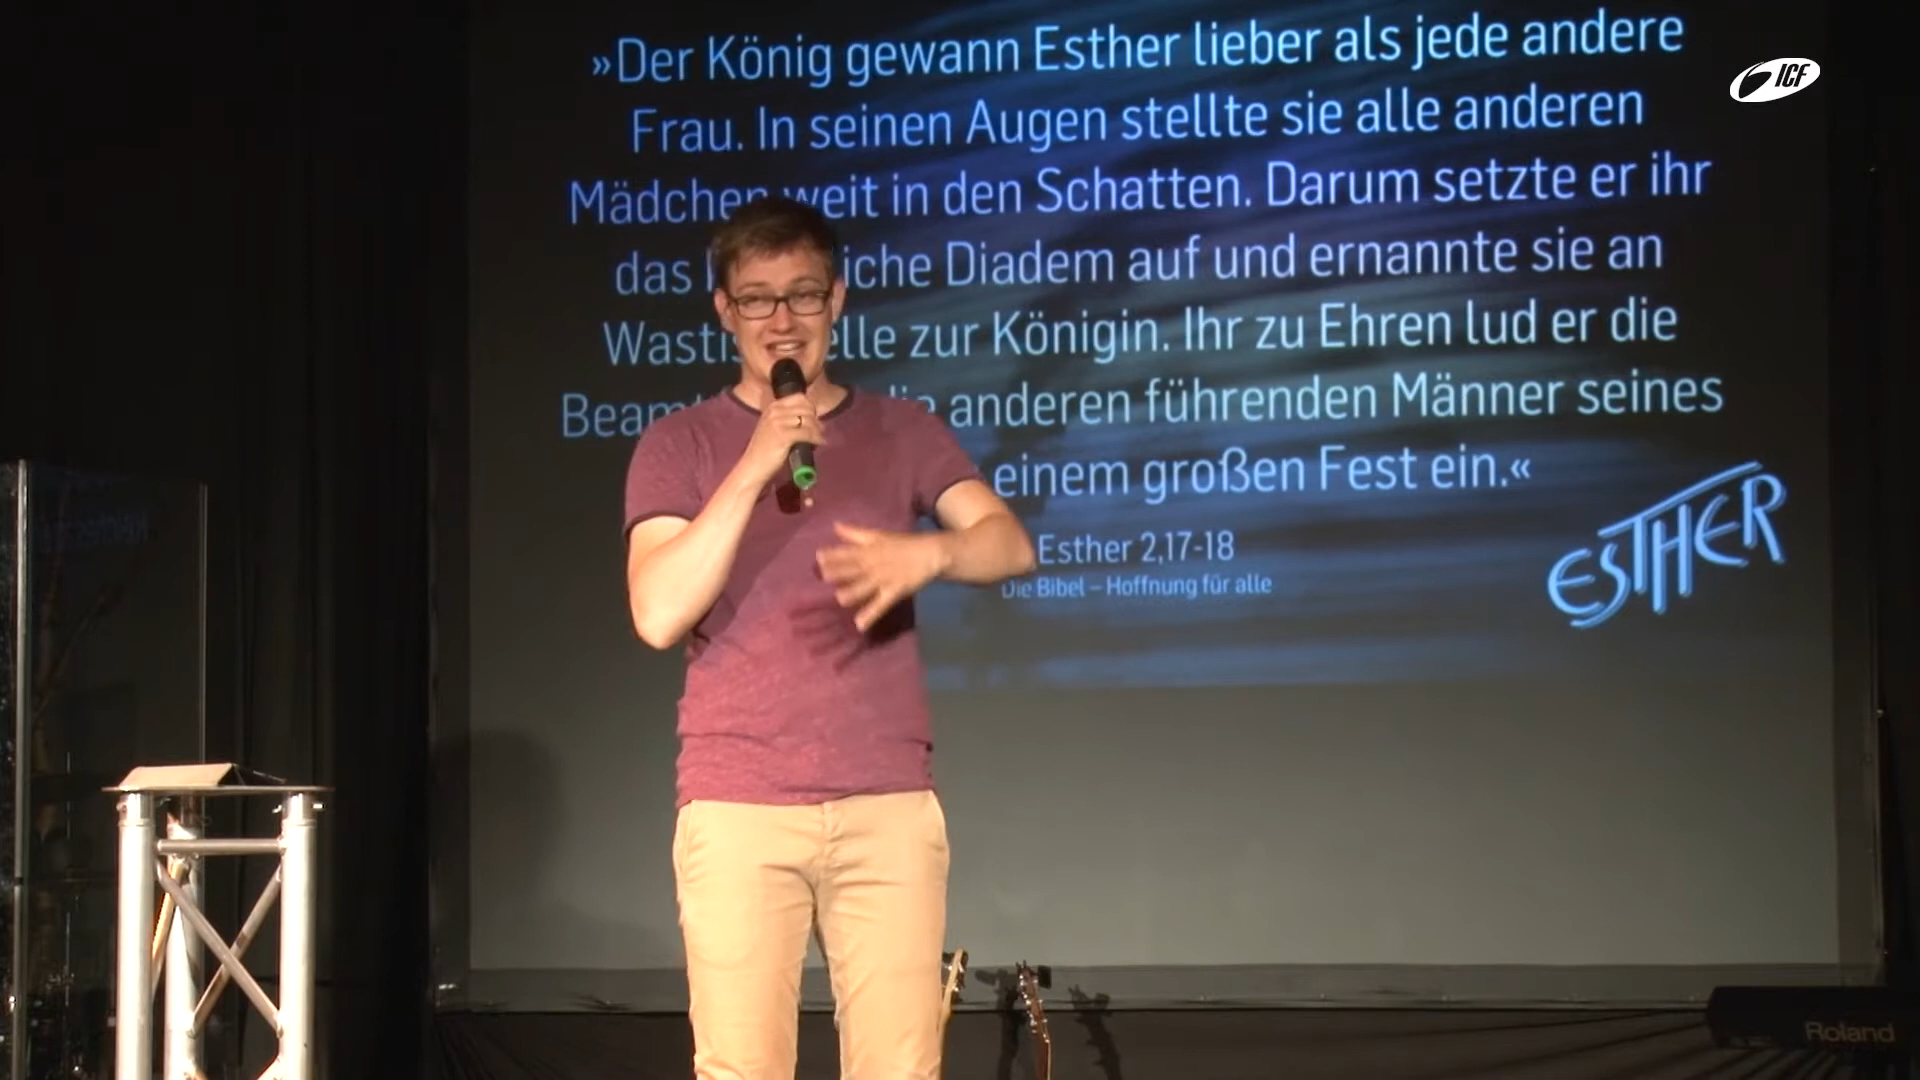 »Der König gewann Esther lieber als jede andere
Frau. In seinen Augen stellte sie alle anderen
Mädchen weit in den Schatten. Darum setzte er ihr
das iche Diadem auf und ernannte sie an
Wastis elle zur Königin. Ihr zu Ehren lud er die
anderen führenden Männer seines
einem großen Fest ein.«
Esther 2,17-18
Die Bibel – Hoffnung für alle
ESTHER
ICF
Roland